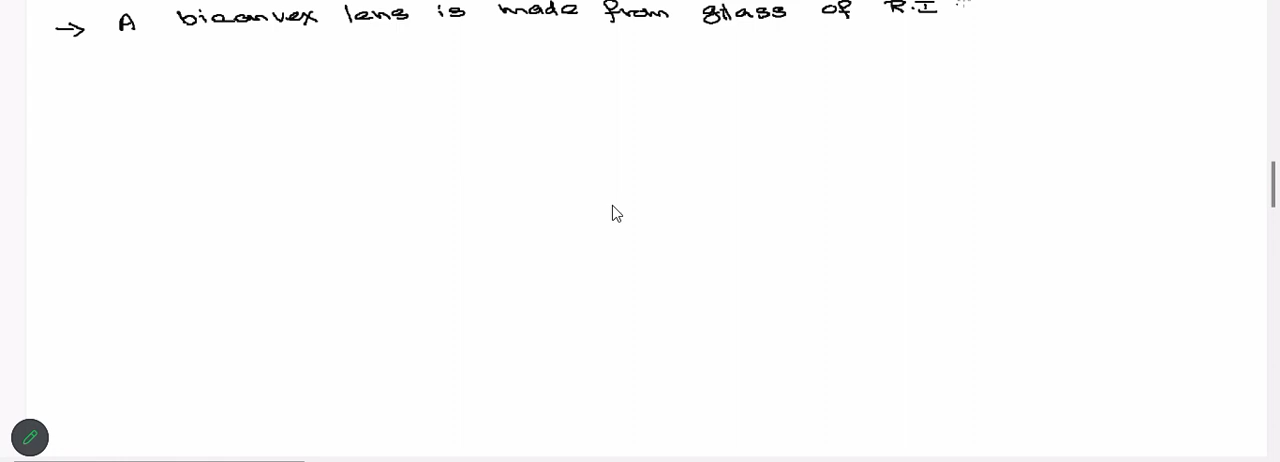 → A biconvex lens is made from glass of R.I